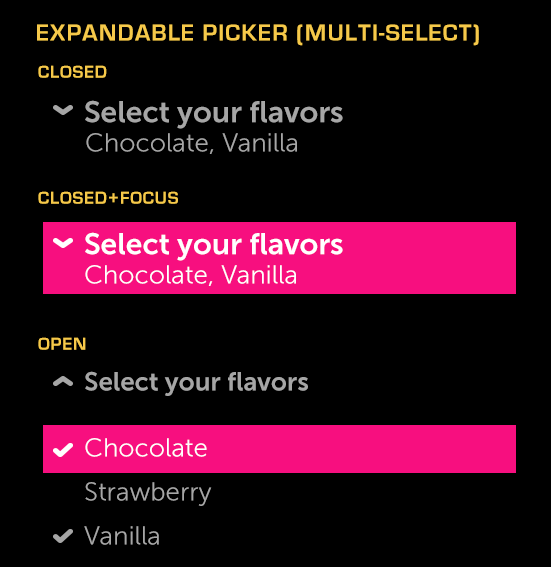 EXPANDABLE PICKER (MULTI-SELECT)
CLOSED
Select your flavors
Chocolate, Vanilla
CLOSED+FOCUS
Select your flavors
Chocolate, Vanilla
OPEN
Select your flavors
Chocolate
Strawberry
Vanilla